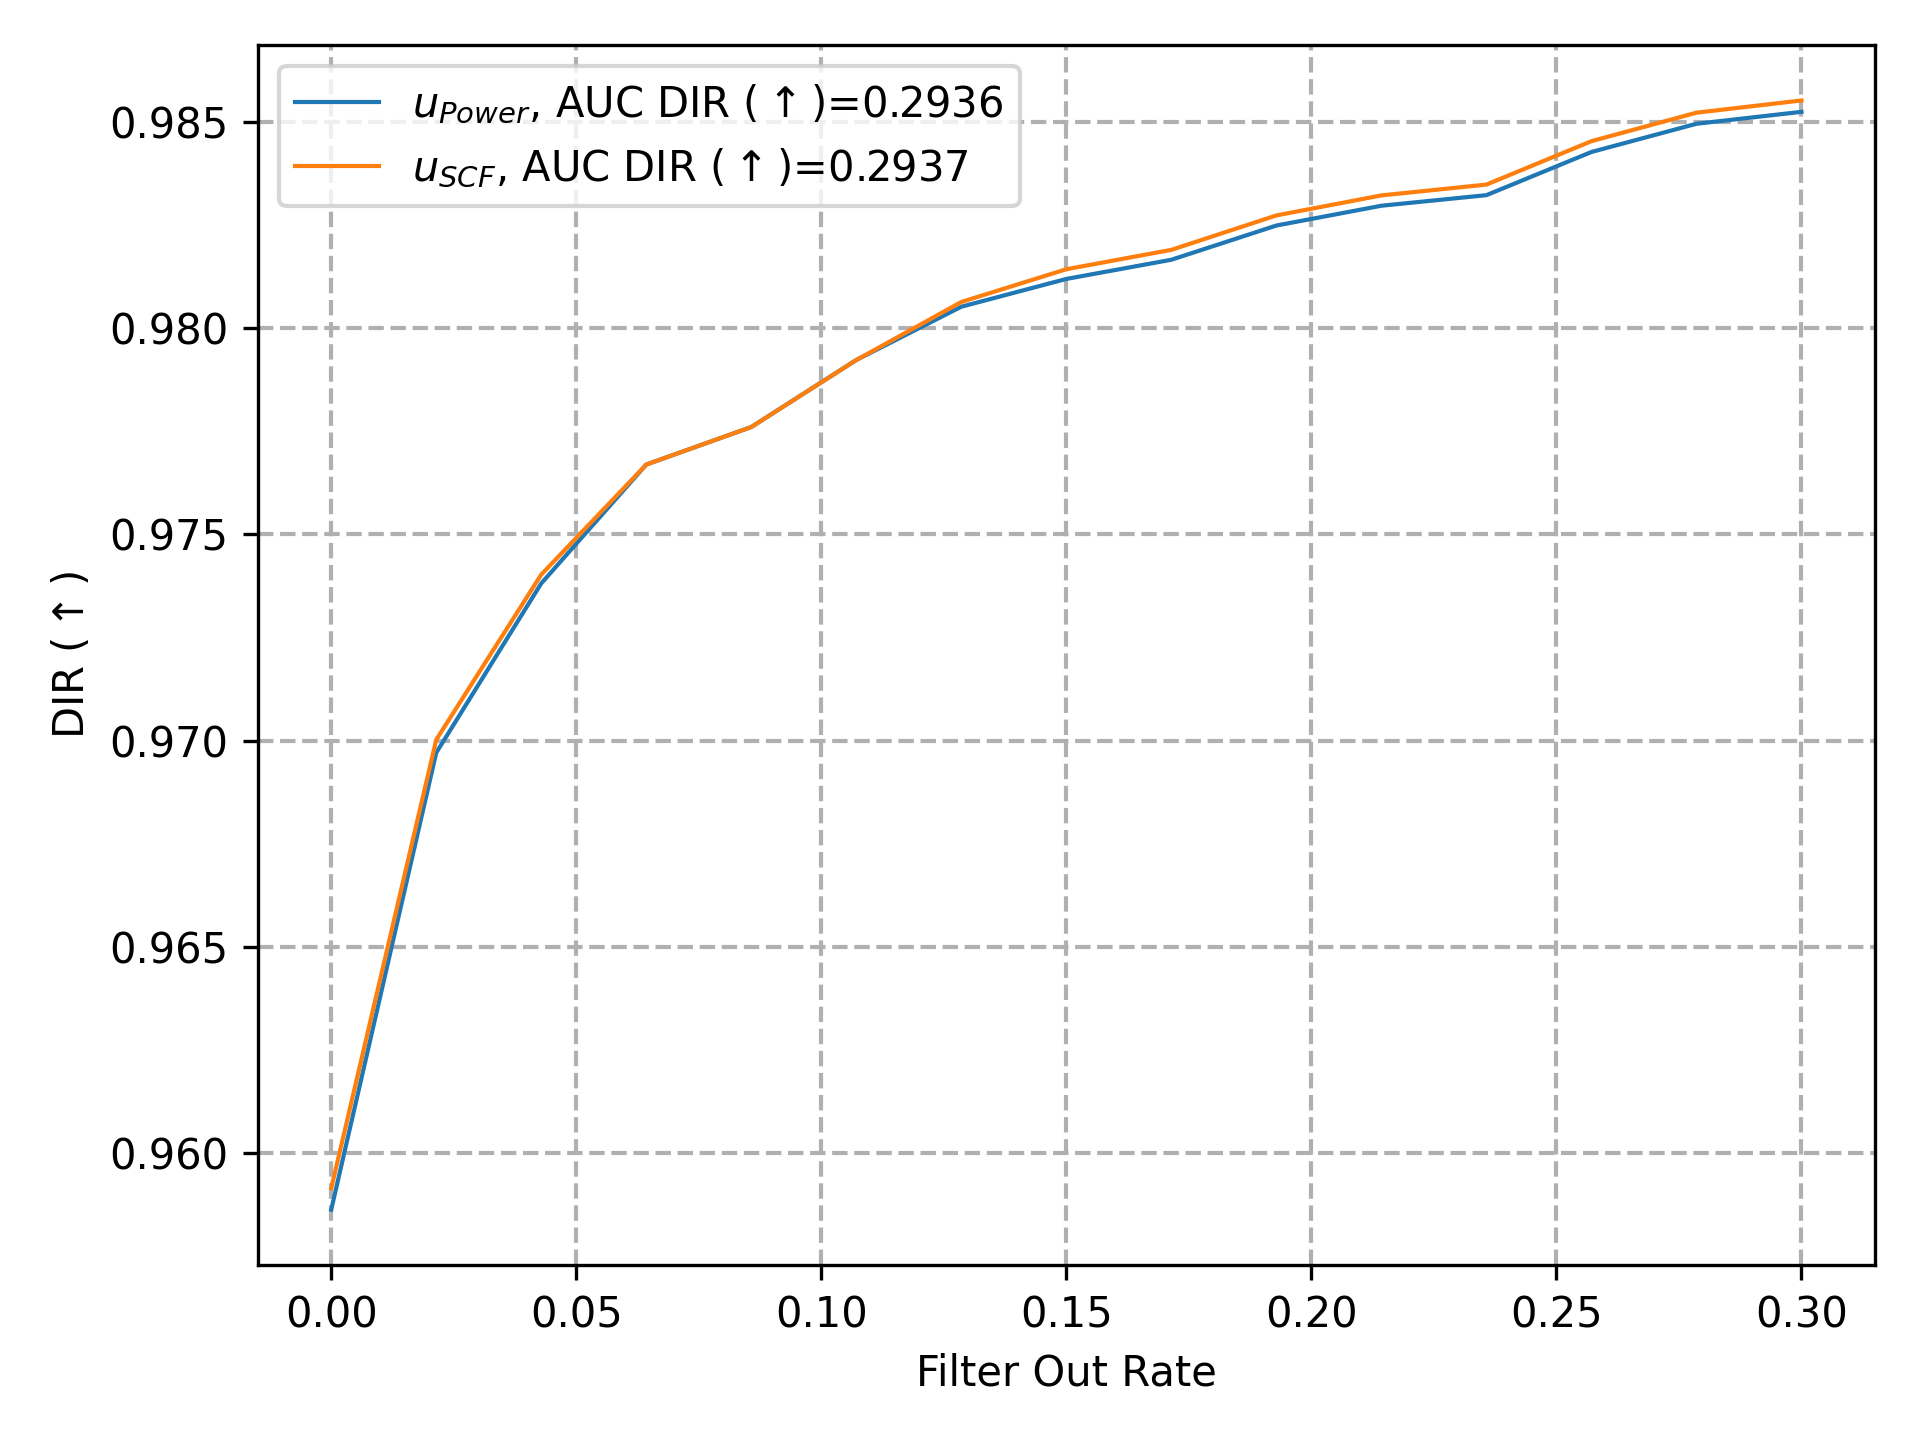 u_Power, AUC DIR (↑)=0.2936
u_SCF, AUC DIR (↑)=0.2937
DIR (↑)
0.985
0.980
0.975
0.970
0.965
0.960
0.00 0.05 0.10 0.15 0.20 0.25 0.30
Filter Out Rate